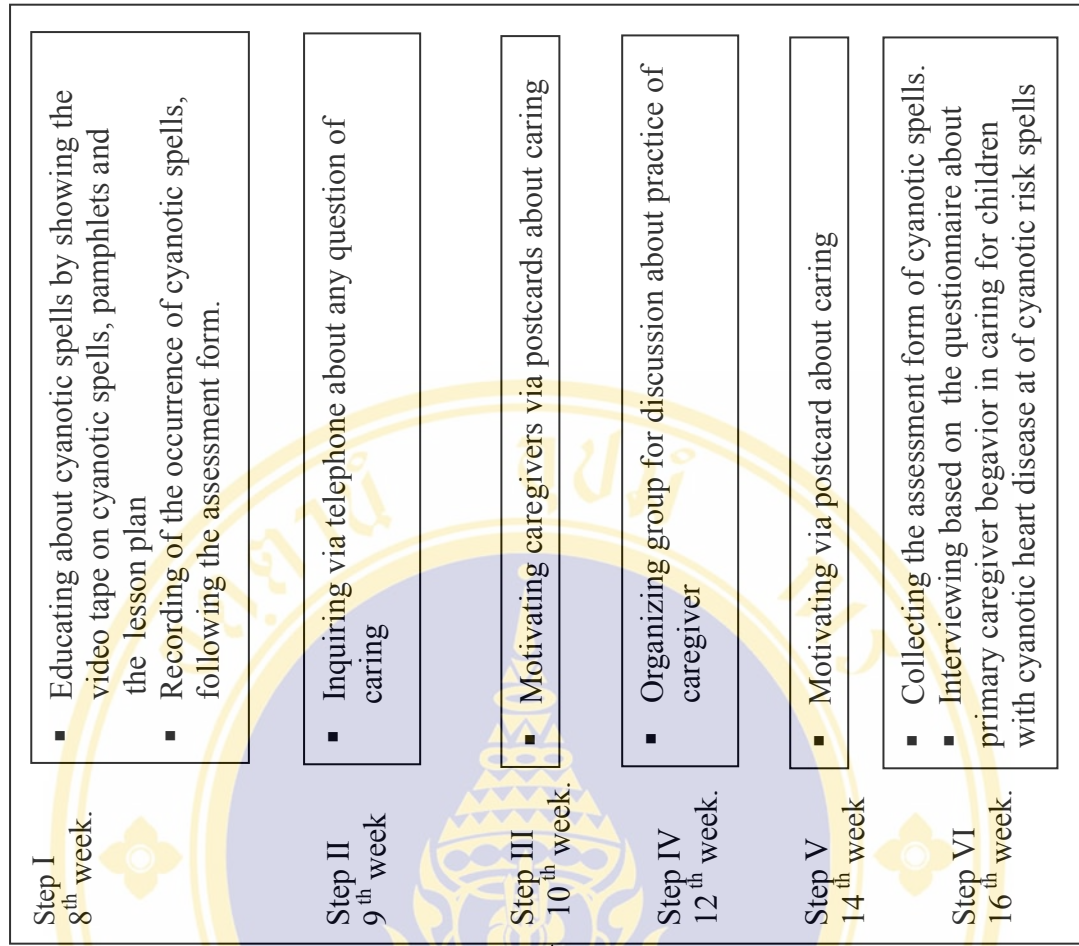 Step I
8th week.
▪ Educating about cyanotic spells by showing the
video tape on cyanotic spells, pamphlets and
the lesson plan
▪ Recording of the occurrence of cyanotic spells,
following the assessment form.
Step II
9th week
▪ Inquiring via telephone about any question of
caring
Step III
10th week.
▪ Motivating caregivers via postcards about caring
Step IV
12th week.
▪ Organizing group for discussion about practice of
caregiver
Step V
14th week
▪ Motivating via postcard about caring
Step VI
16th week.
▪ Collecting the assessment form of cyanotic spells.
▪ Interviewing based on the questionnaire about
primary caregiver begavior in caring for children
with cyanotic heart disease at of cyanotic risk spells